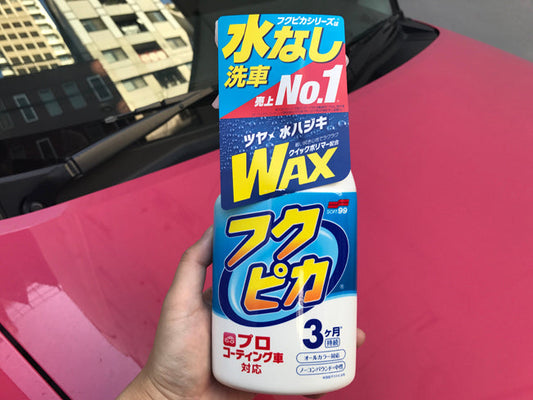 フクピカシリーズは
水なし
洗車
売上No.1
ツヤ×水ハジキ
クイックポリマー配合
WAX
SOFT99
フク
ピカ
®
3ヶ月*
持続
プロ
コーティング車
対応
オールカラー対応
ノーコンパウンド・中性